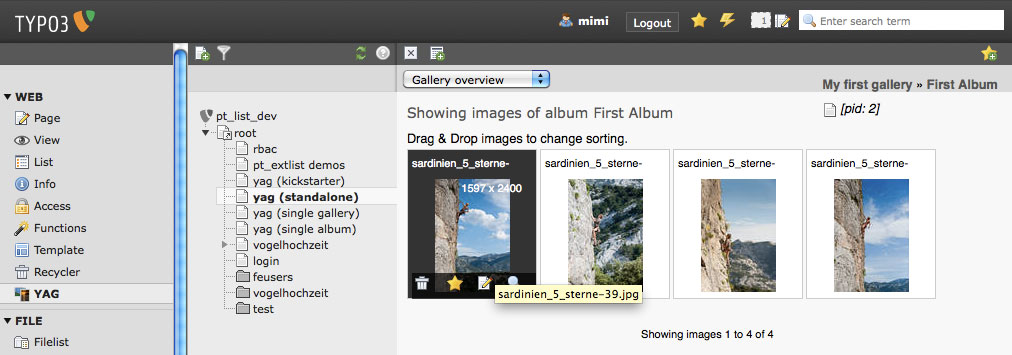 TYPO3
mimi
Logout
1
Enter search term
Gallery overview
My first gallery » First Album
WEB
Page
View
List
Info
Access
Functions
Template
Recycler
YAG
FILE
Filelist
pt_list_dev
root
rbac
pt_extlist demos
yag (kickstarter)
yag (standalone)
yag (single gallery)
yag (single album)
vogelhochzeit
login
feusers
vogelhochzeit
test
Showing images of album First Album
[pid: 2]
Drag & Drop images to change sorting.
sardinien_5_sterne-
sardinien_5_sterne-
sardinien_5_sterne-
sardinien_5_sterne-
1597 x 2400
sardinien_5_sterne-39.jpg
Showing images 1 to 4 of 4